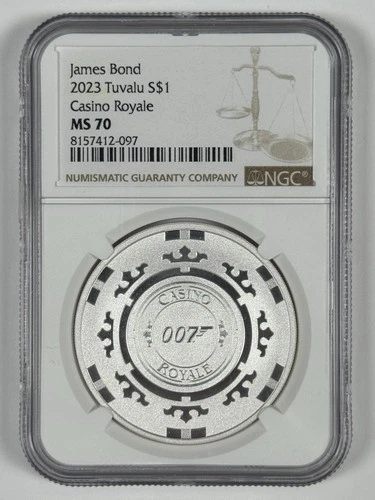 James Bond
2023 Tuvalu S$1
Casino Royale
MS 70
8157412-097
NUMISMATIC GUARANTY COMPANY NGC®
CASINO
007
ROYALE